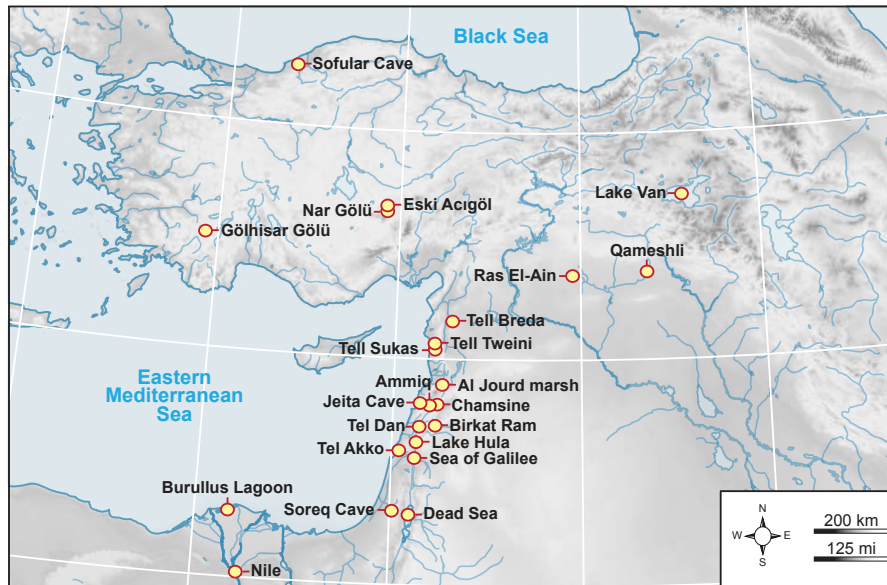 Black Sea
Sofular Cave
Lake Van
Eski Acıgöl
Nar Gölü
Gölhisar Gölü
Qameshli
Ras El-Ain
Tell Breda
Tell Tweini
Tell Sukas
Eastern
Mediterranean
Sea
Ammiq
Al Jourd marsh
Jeita Cave
Chamsine
Tel Dan
Birkat Ram
Lake Hula
Tel Akko
Sea of Galilee
Burullus Lagoon
Soreq Cave
Dead Sea
Nile
N
W
E
S
200 km
125 mi